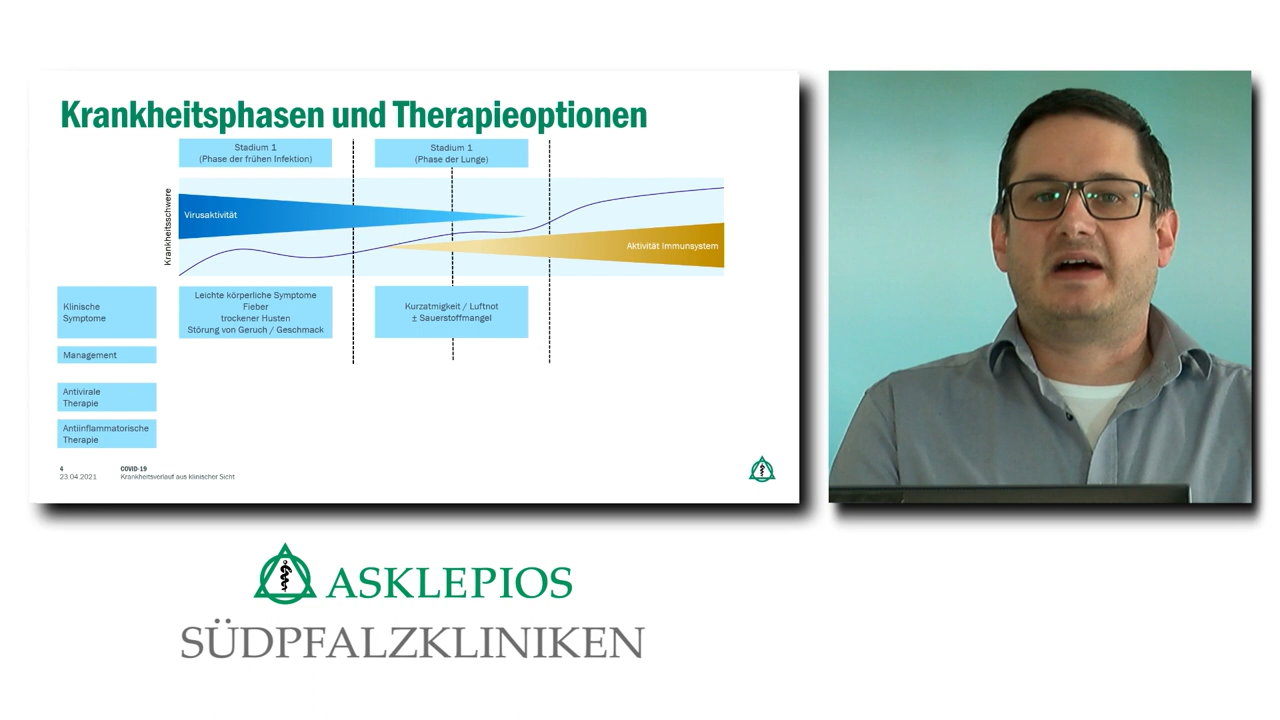 Krankheitsphasen und Therapieoptionen
Stadium 1
(Phase der frühen Infektion)
Stadium 1
(Phase der Lunge)
Krankheitsschwere
Virusaktivität
Aktivität Immunsystem
Klinische
Symptome
Leichte körperliche Symptome
Fieber
trockener Husten
Störung von Geruch / Geschmack
Kurzatmigkeit / Luftnot
± Sauerstoffmangel
Management
Antivirale
Therapie
Antiinflammatorische
Therapie
4
23.04.2021
COVID-19
Krankheitsverlauf aus klinischer Sicht
ASKLEPIOS
SÜDPFALZKLINIKEN